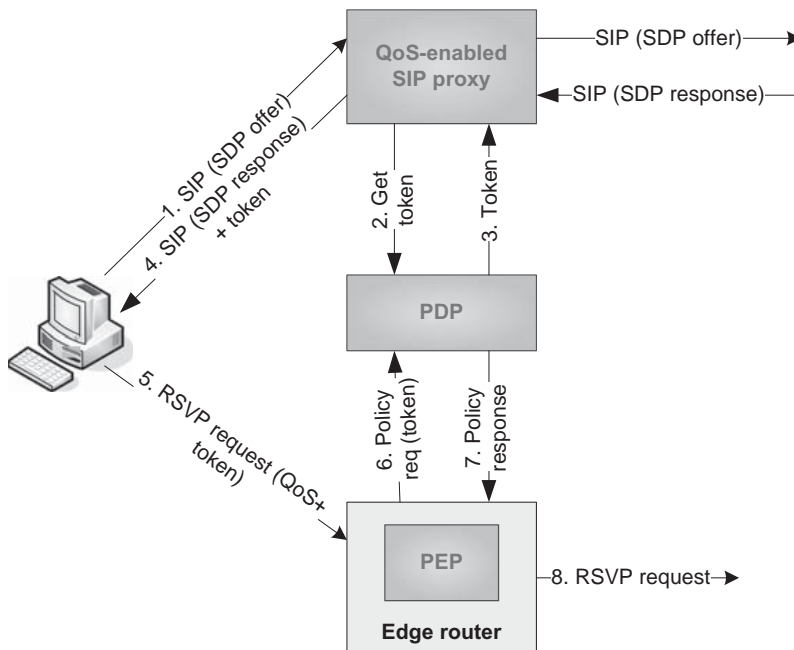 QoS-enabled
SIP proxy
SIP (SDP offer)
SIP (SDP response)
1. SIP (SDP offer)
4. SIP (SDP response)
+ token
2. Get
token
3. Token
PDP
5. RSVP request (QoS+
token)
6. Policy
req (token)
7. Policy
response
PEP
Edge router
8. RSVP request